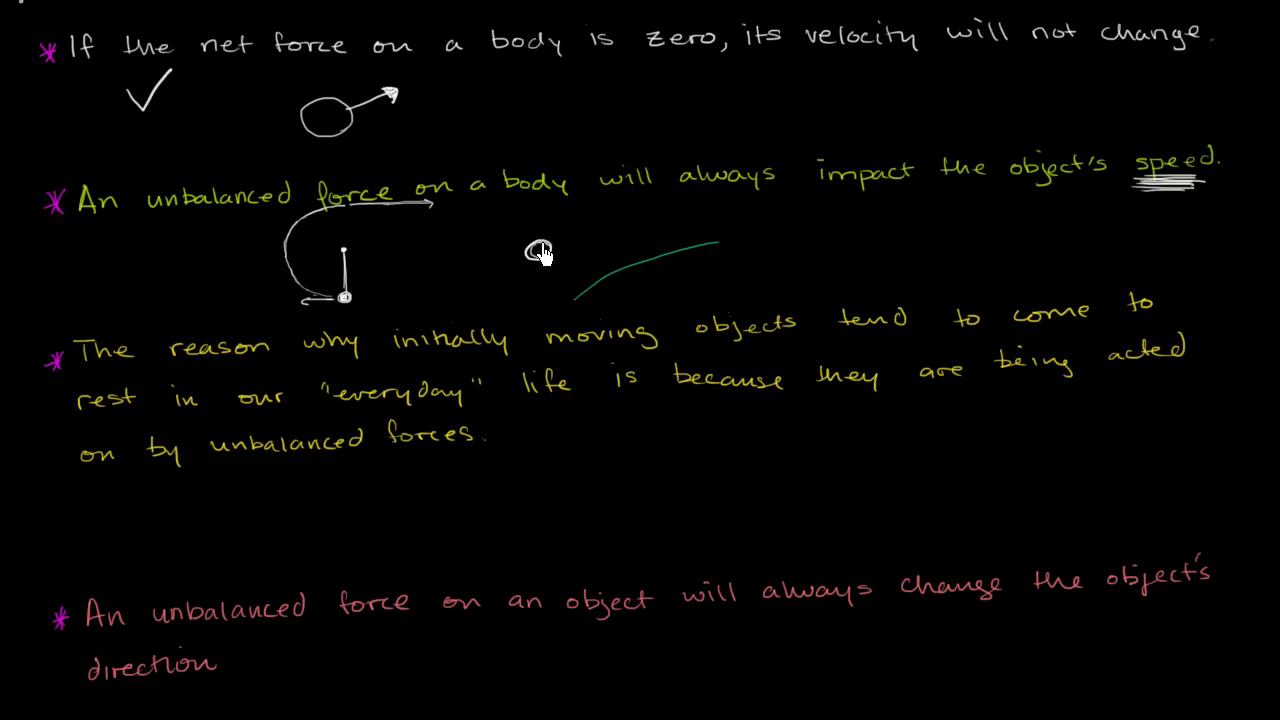 * If the net force on a body is zero, its velocity will not change.
* An unbalanced force on a body will always impact the object's speed.
* The reason why initially moving objects tend to come to
rest in our "everyday" life is because they are being acted
on by unbalanced forces.
* An unbalanced force on an object will always change the object's
direction